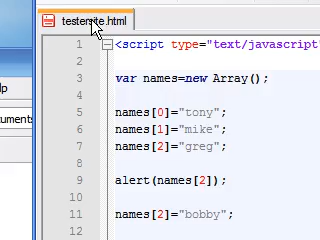 lp
testersite.html
1 <script type="text/javascript"
2
3 var names=new Array();
4
5 names[0]="tony";
6 names[1]="mike";
7 names[2]="greg";
8
9 alert(names[2]);
10
11 names[2]="bobby";
12